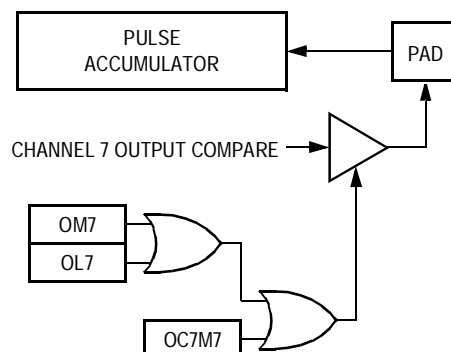 PULSE
ACCUMULATOR
PAD
CHANNEL 7 OUTPUT COMPARE
OM7
OL7
OC7M7